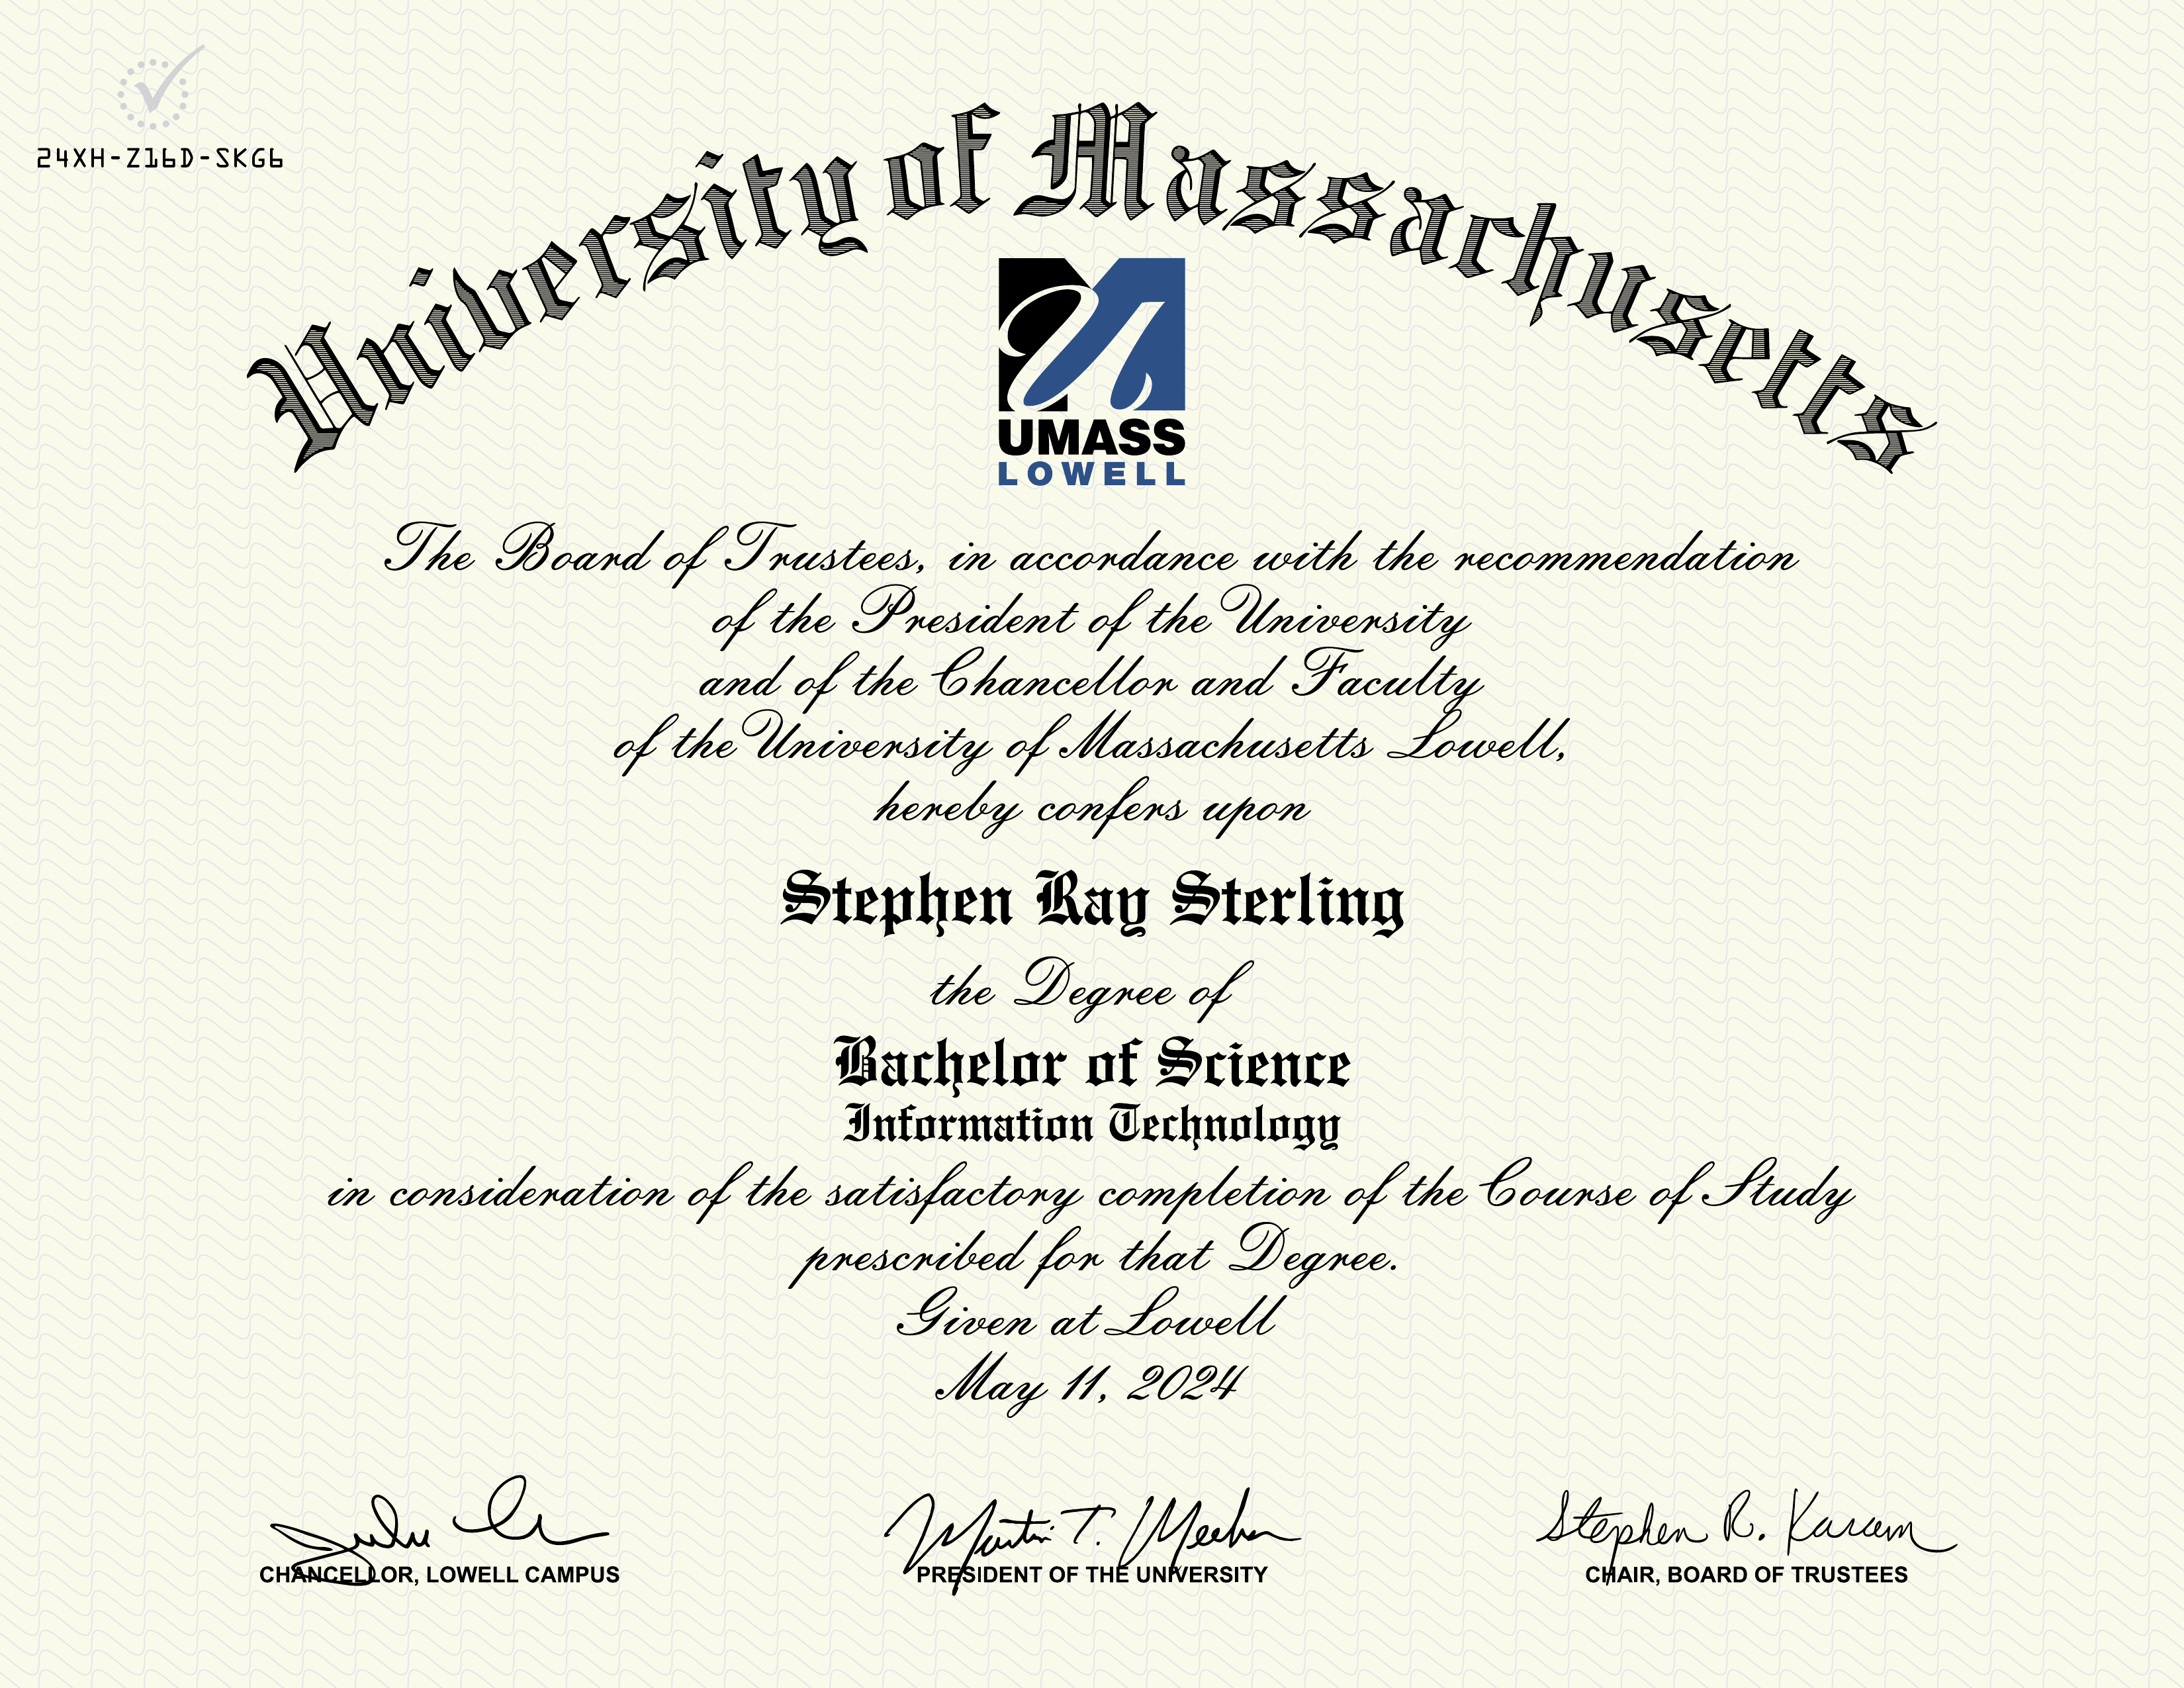 24XH-Z16D-SKG6
University of Massachusetts
UMASS
LOWELL
The Board of Trustees, in accordance with the recommendation
of the President of the University
and of the Chancellor and Faculty
of the University of Massachusetts Lowell,
hereby confers upon
Stephen Ray Sterling
the Degree of
Bachelor of Science
Information Technology
in consideration of the satisfactory completion of the Course of Study
prescribed for that Degree.
Given at Lowell
May 11, 2024
Martin T. Meehan
Stephen R. Karam
CHANCELLOR, LOWELL CAMPUS
PRESIDENT OF THE UNIVERSITY
CHAIR, BOARD OF TRUSTEES